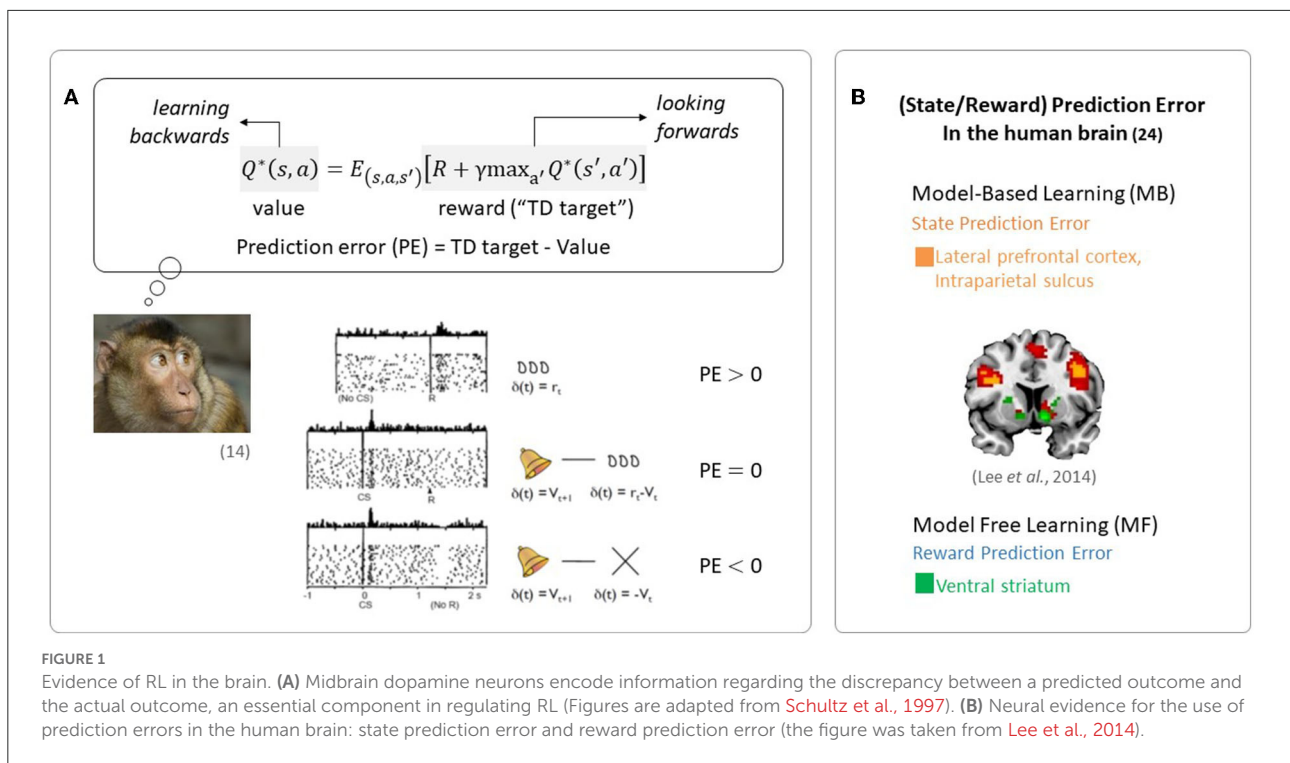 A
learning
backwards
looking
forwards
Q*(s, a) = E(s,a,s′)[R + γmaxa′ Q*(s′, a′)]
value
reward (“TD target”)
Prediction error (PE) = TD target - Value
(14)
(No CS)
R
DDD
δ(t) = rt
PE > 0
CS
R
DDD
δ(t) = Vt+1
δ(t) = rt-Vt
PE = 0
-1
0
1
2 s
CS
(No R)
δ(t) = Vt+1
δ(t) = -Vt
PE < 0
B
(State/Reward) Prediction Error
In the human brain (24)
Model-Based Learning (MB)
State Prediction Error
Lateral prefrontal cortex,
Intraparietal sulcus
(Lee et al., 2014)
Model Free Learning (MF)
Reward Prediction Error
Ventral striatum
FIGURE 1
Evidence of RL in the brain. (A) Midbrain dopamine neurons encode information regarding the discrepancy between a predicted outcome and
the actual outcome, an essential component in regulating RL (Figures are adapted from Schultz et al., 1997). (B) Neural evidence for the use of
prediction errors in the human brain: state prediction error and reward prediction error (the figure was taken from Lee et al., 2014).